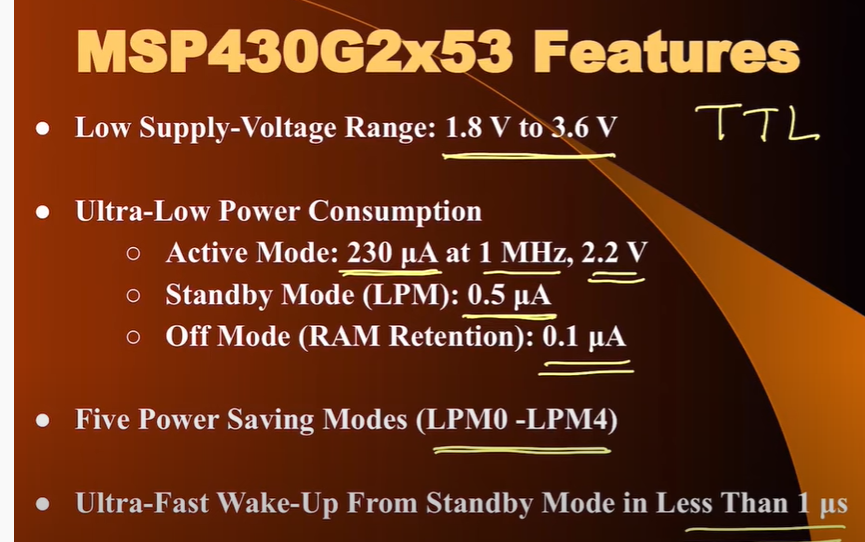 MSP430G2x53 Features
● Low Supply-Voltage Range: 1.8 V to 3.6 V
TTL
● Ultra-Low Power Consumption
○ Active Mode: 230 μA at 1 MHz, 2.2 V
○ Standby Mode (LPM): 0.5 μA
○ Off Mode (RAM Retention): 0.1 μA
● Five Power Saving Modes (LPM0 -LPM4)
● Ultra-Fast Wake-Up From Standby Mode in Less Than 1 μs